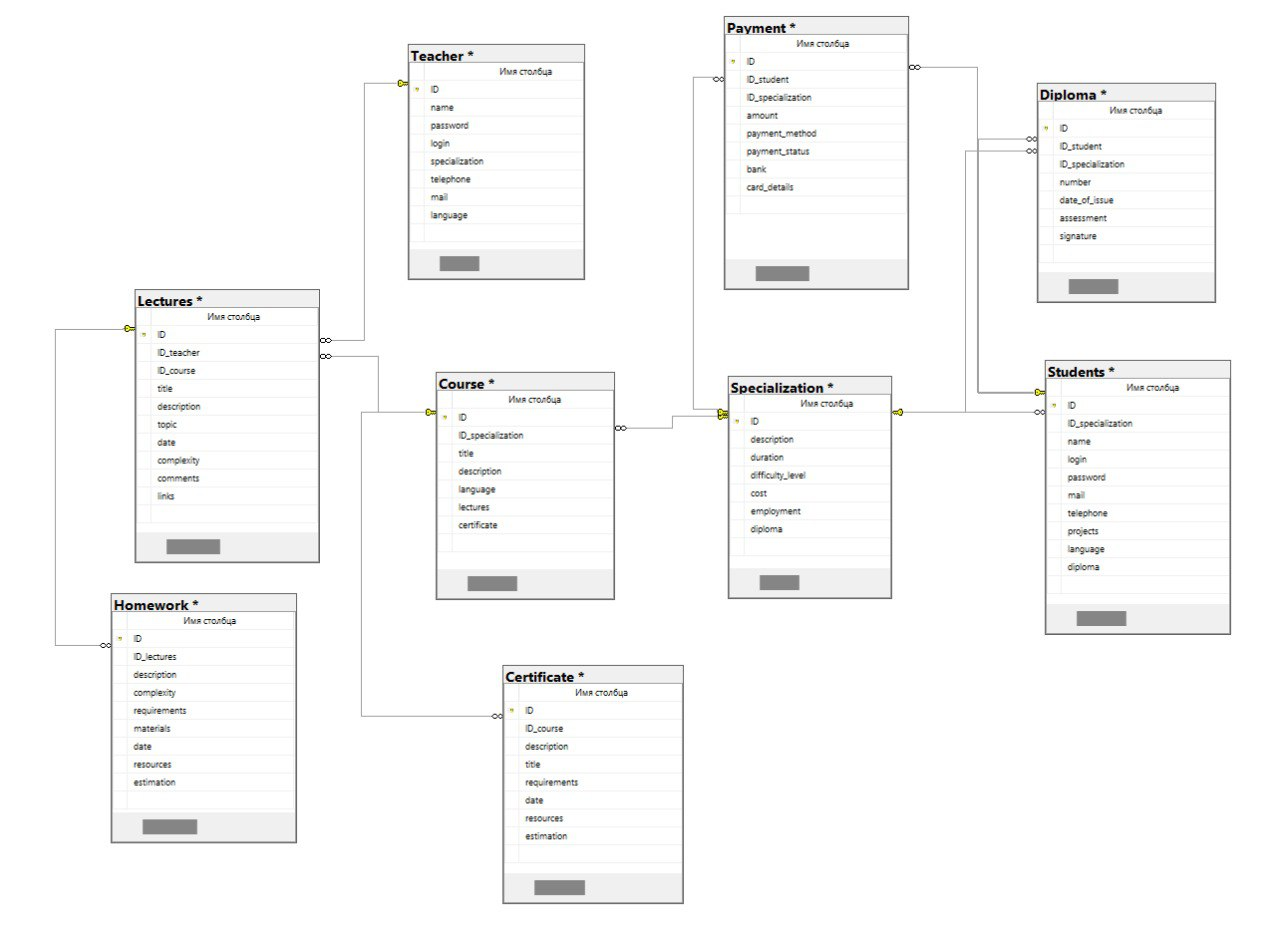 Teacher *
Имя столбца
ID
name
password
login
specialization
telephone
mail
language
Payment *
Имя столбца
ID
ID_student
ID_specialization
amount
payment_method
payment_status
bank
card_details
Diploma *
Имя столбца
ID
ID_student
ID_specialization
number
date_of_issue
assessment
signature
Lectures *
Имя столбца
ID
ID_teacher
ID_course
title
description
topic
date
complexity
comments
links
Course *
Имя столбца
ID
ID_specialization
title
description
language
lectures
certificate
Specialization *
Имя столбца
ID
description
duration
difficulty_level
cost
employment
diploma
Students *
Имя столбца
ID
ID_specialization
name
login
password
mail
telephone
projects
language
diploma
Homework *
Имя столбца
ID
ID_lectures
description
complexity
requirements
materials
date
resources
estimation
Certificate *
Имя столбца
ID
ID_course
description
title
requirements
date
resources
estimation